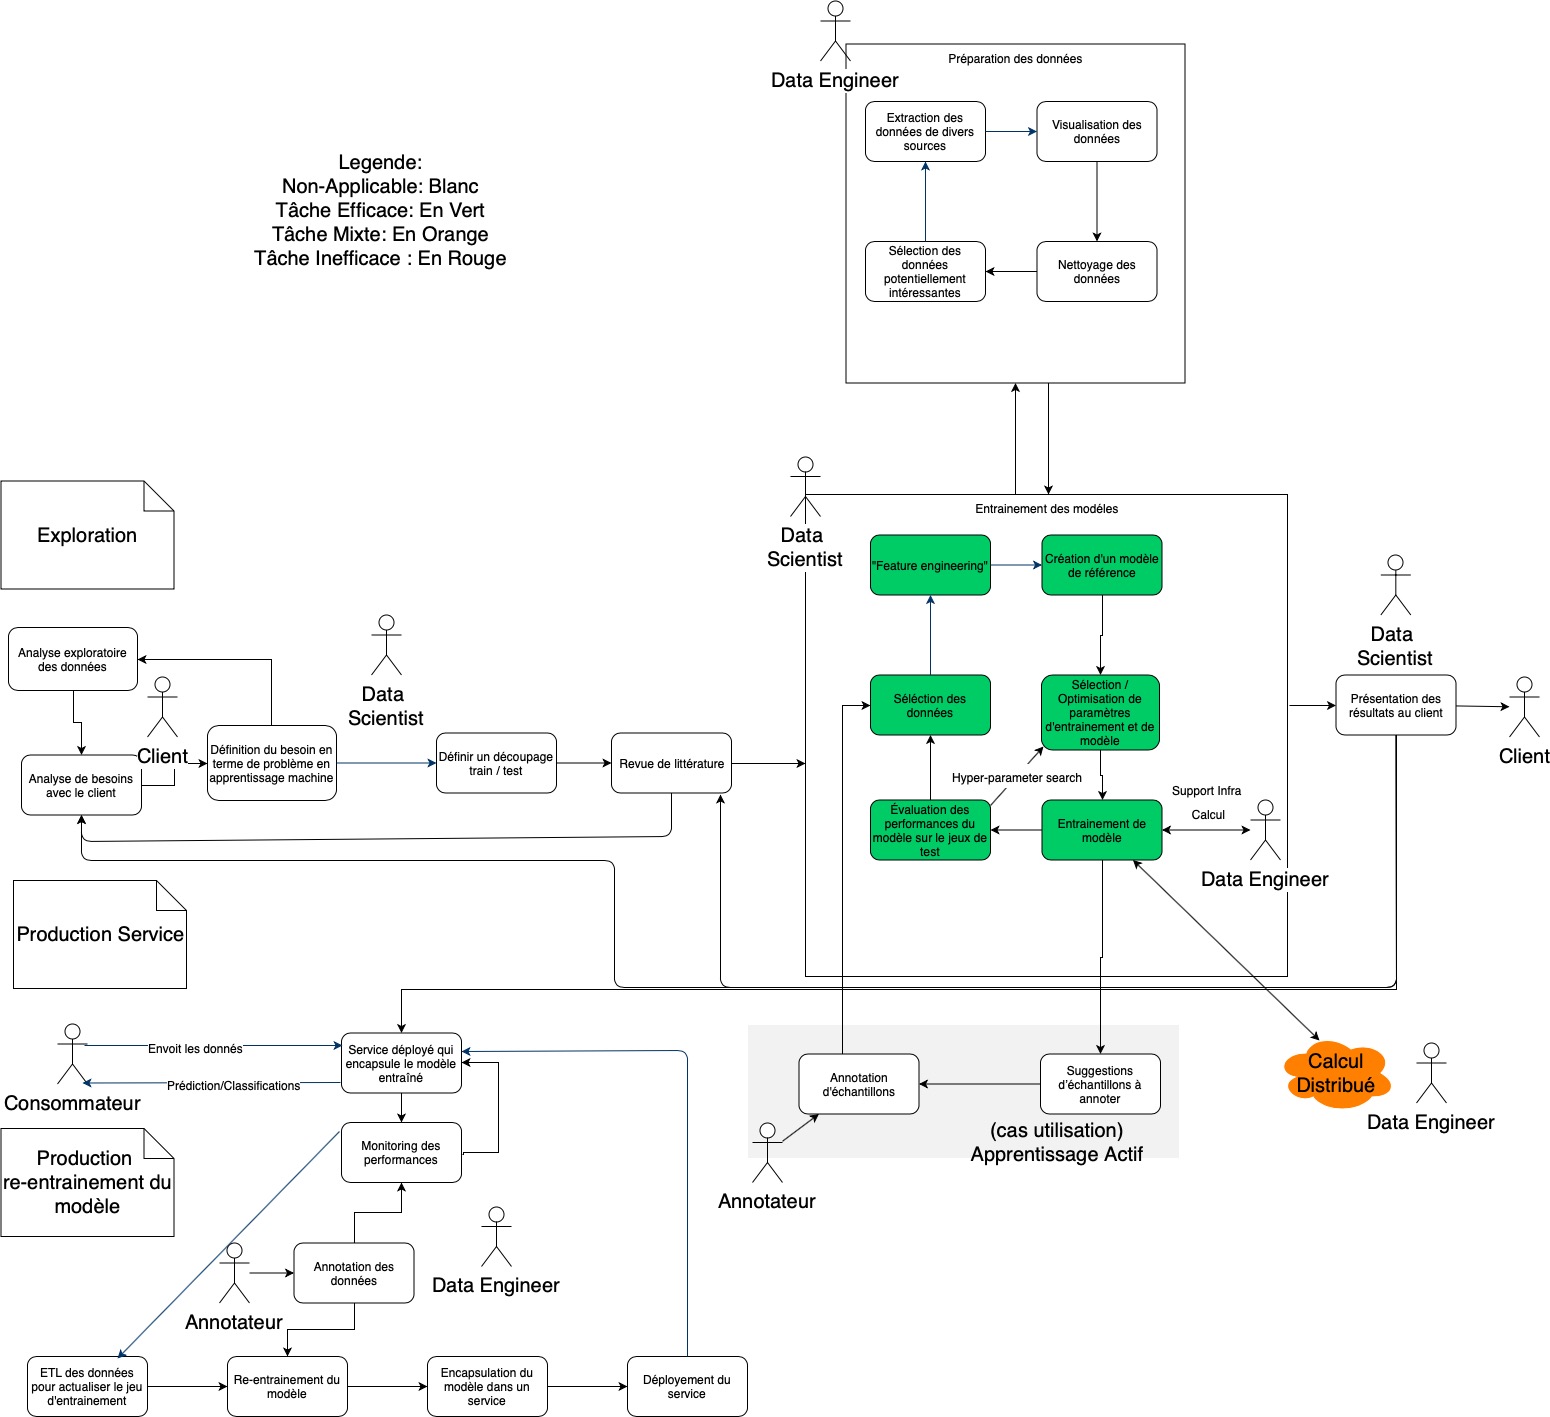 Data Engineer
Préparation des données
Extraction des
données de divers
sources
Visualisation des
données
Sélection des
données
potentiellement
intéressantes
Nettoyage des
données
Legende:
Non-Applicable: Blanc
Tâche Efficace: En Vert
Tâche Mixte: En Orange
Tâche Inefficace : En Rouge
Exploration
Data
Scientist
Entrainement des modéles
"Feature engineering"
Création d'un modèle
de référence
Séléction des
données
Sélection /
Optimisation de
paramètres
d'entrainement et de
modèle
Hyper-parameter search
Évaluation des
performances du
modèle sur le jeux de
test
Entrainement de
modèle
Support Infra
Calcul
Data Engineer
Analyse exploratoire
des données
Client
Analyse de besoins
avec le client
Définition du besoin en
terme de problème en
apprentissage machine
Data
Scientist
Définir un découpage
train / test
Revue de littérature
Data
Scientist
Présentation des
résultats au client
Client
Production Service
Consommateur
Envoit les donnés
Prédiction/Classifications
Service déployé qui
encapsule le modèle
entraîné
Monitoring des
performances
Annotation
d'échantillons
Suggestions
d'échantillons à
annoter
(cas utilisation)
Apprentissage Actif
Annotateur
Calcul
Distribué
Data Engineer
Production
re-entrainement du
modèle
Annotateur
Annotation des
données
Data Engineer
ETL des données
pour actualiser le jeu
d'entrainement
Re-entrainement du
modèle
Encapsulation du
modèle dans un
service
Déployement du
service